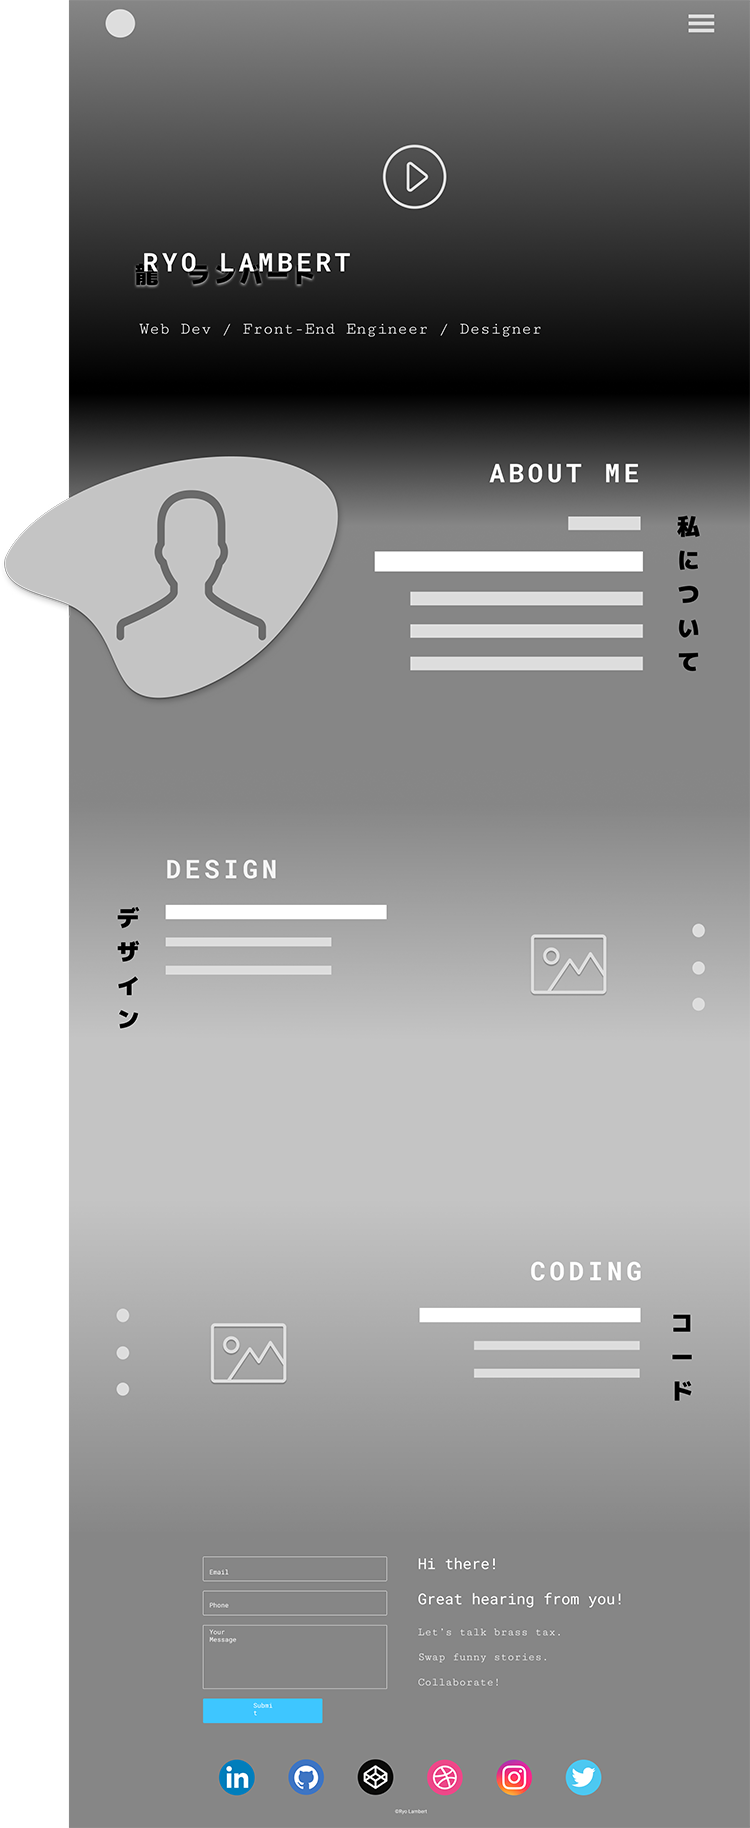 RYO LAMBERT
龍 ランバート
Web Dev / Front-End Engineer / Designer
ABOUT ME
私について
DESIGN
デザイン
CODING
コード
Email
Phone
Your
Message
Submi
t
Hi there!
Great hearing from you!
Let's talk brass tax.
Swap funny stories.
Collaborate!
in
©Ryo Lambert